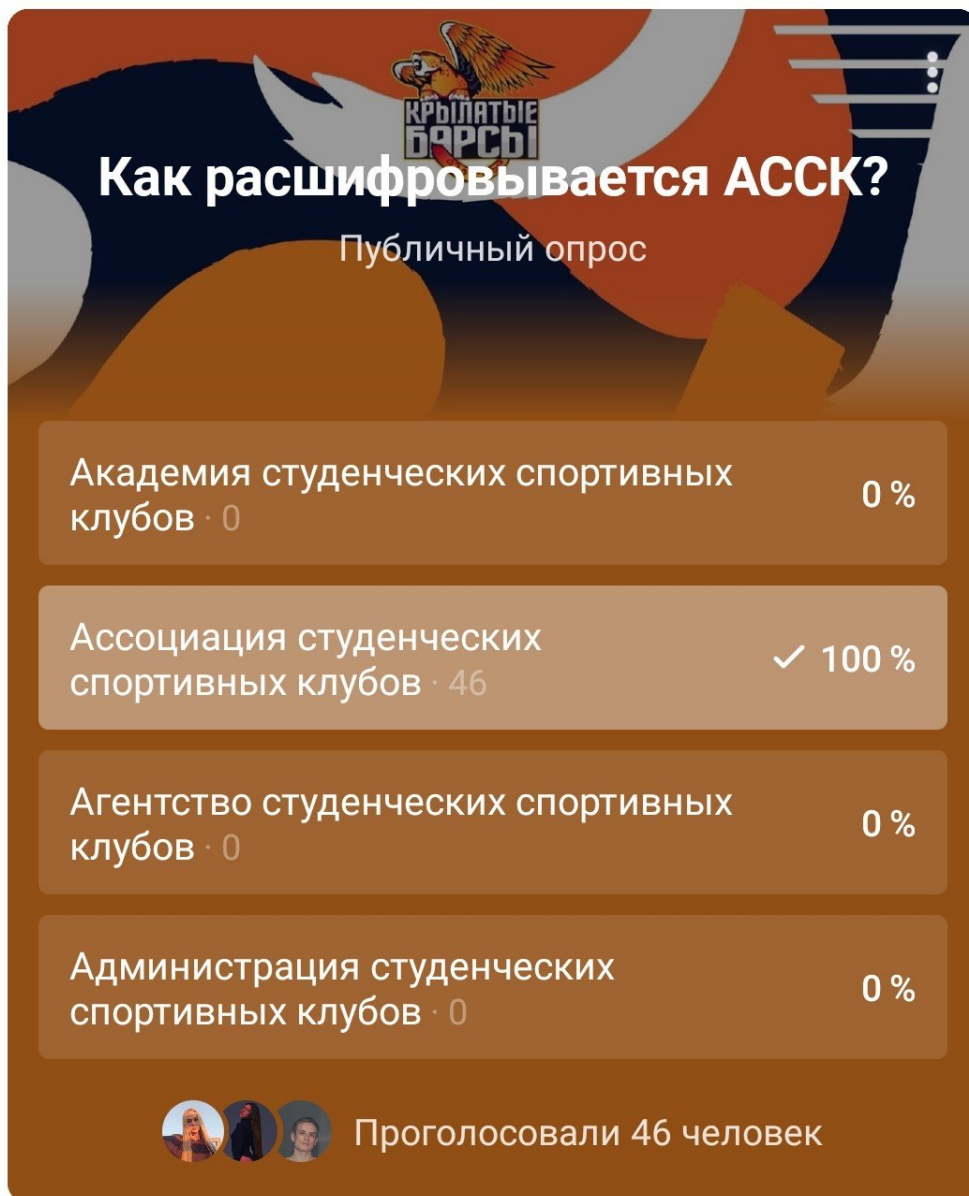 КРЫЛАТЫЕ
БАРСЫ
Как расшифровывается АССК?
Публичный опрос
Академия студенческих спортивных
клубов · 0
0 %
Ассоциация студенческих
спортивных клубов · 46
100 %
Агентство студенческих спортивных
клубов · 0
0 %
Администрация студенческих
спортивных клубов · 0
0 %
Проголосовали 46 человек